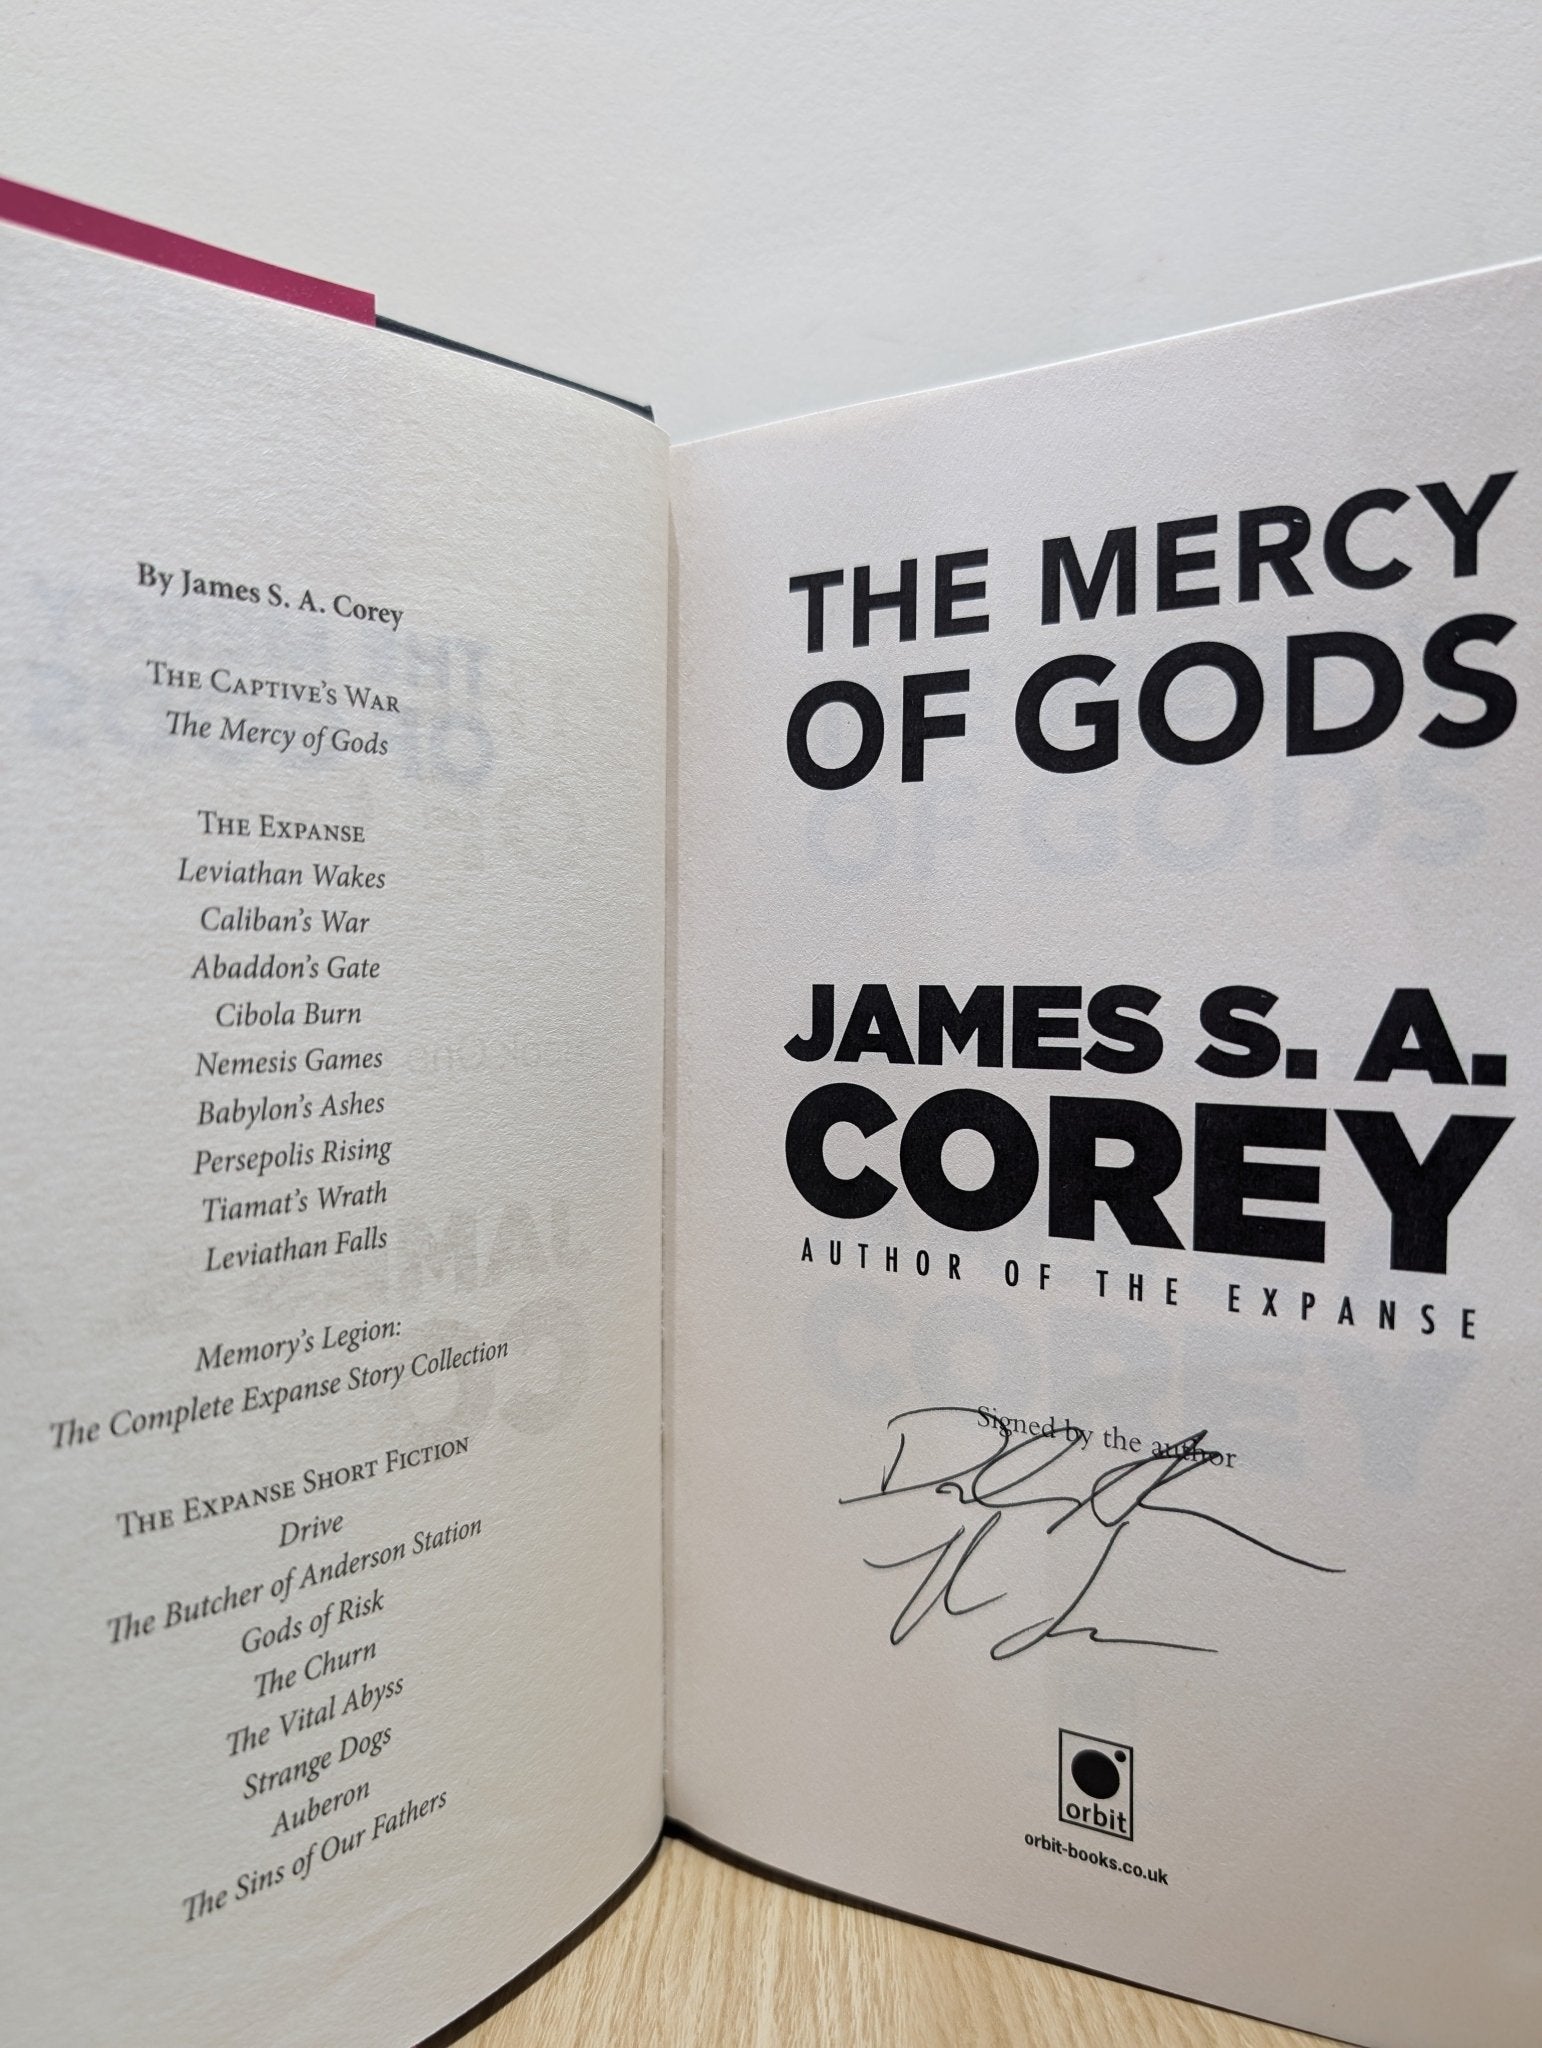 By James S. A. Corey
THE CAPTIVE'S WAR
The Mercy of Gods
THE EXPANSE
Leviathan Wakes
Caliban's War
Abaddon's Gate
Cibola Burn
Nemesis Games
Babylon's Ashes
Persepolis Rising
Tiamat's Wrath
Leviathan Falls
Memory's Legion:
The Complete Expanse Story Collection
THE EXPANSE SHORT FICTION
Drive
The Butcher of Anderson Station
Gods of Risk
The Churn
The Vital Abyss
Strange Dogs
Auberon
The Sins of Our Fathers
THE MERCY
OF GODS
JAMES S. A.
COREY
AUTHOR OF THE EXPANSE
Signed by the author
orbit
orbit-books.co.uk